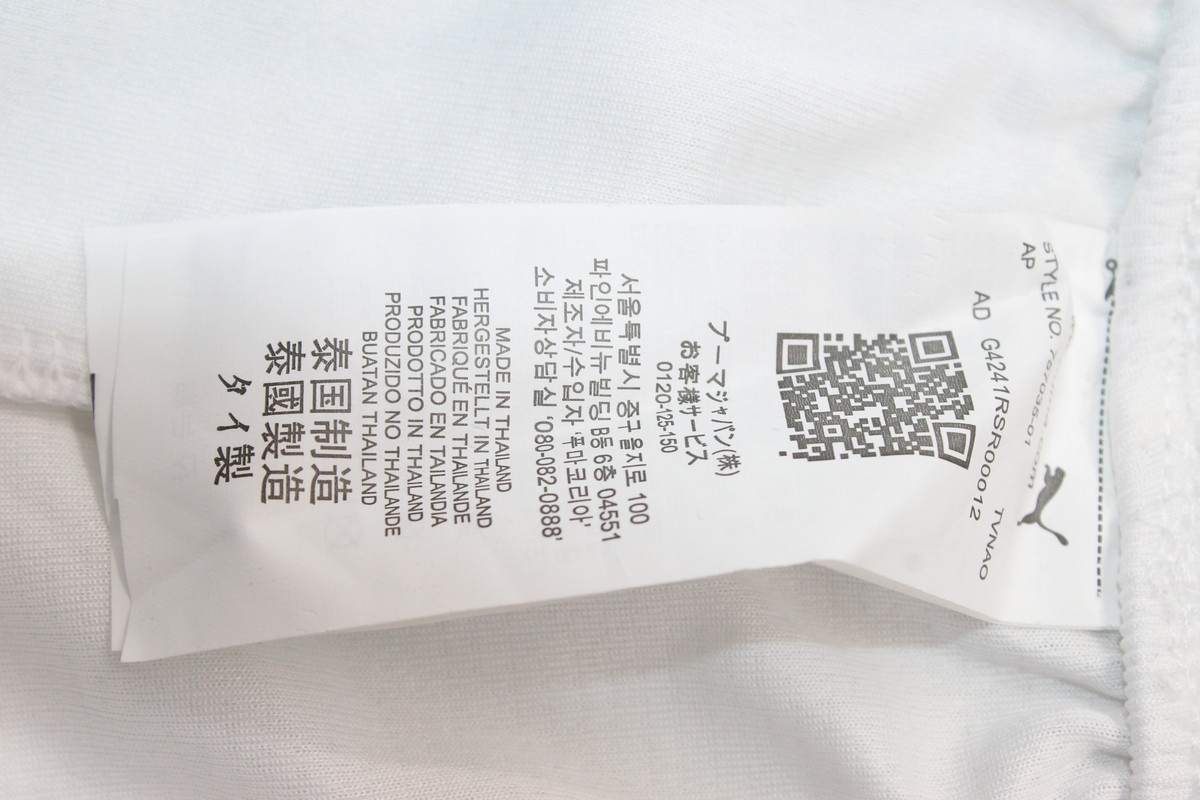 STYLE NO.
AP
AD G4241/RSR00012 TVNAO
プーマジャパン(株)
お客様サービス
0120-125-150
서울특별시 중구 을지로 100
파인에비뉴 빌딩 B동 6층 04551
제조자/수입자 '푸마코리아'
소비자상담실 '080-082-0888'
MADE IN THAILAND
HERGESTELLT IN THAILAND
FABRIQUÉ EN THAILANDE
FABRICADO EN TAILANDIA
PRODOTTO IN THAILAND
PRODUZIDO NO THAILANDE
BUATAN THAILAND
泰国制造
泰國製造
タイ製